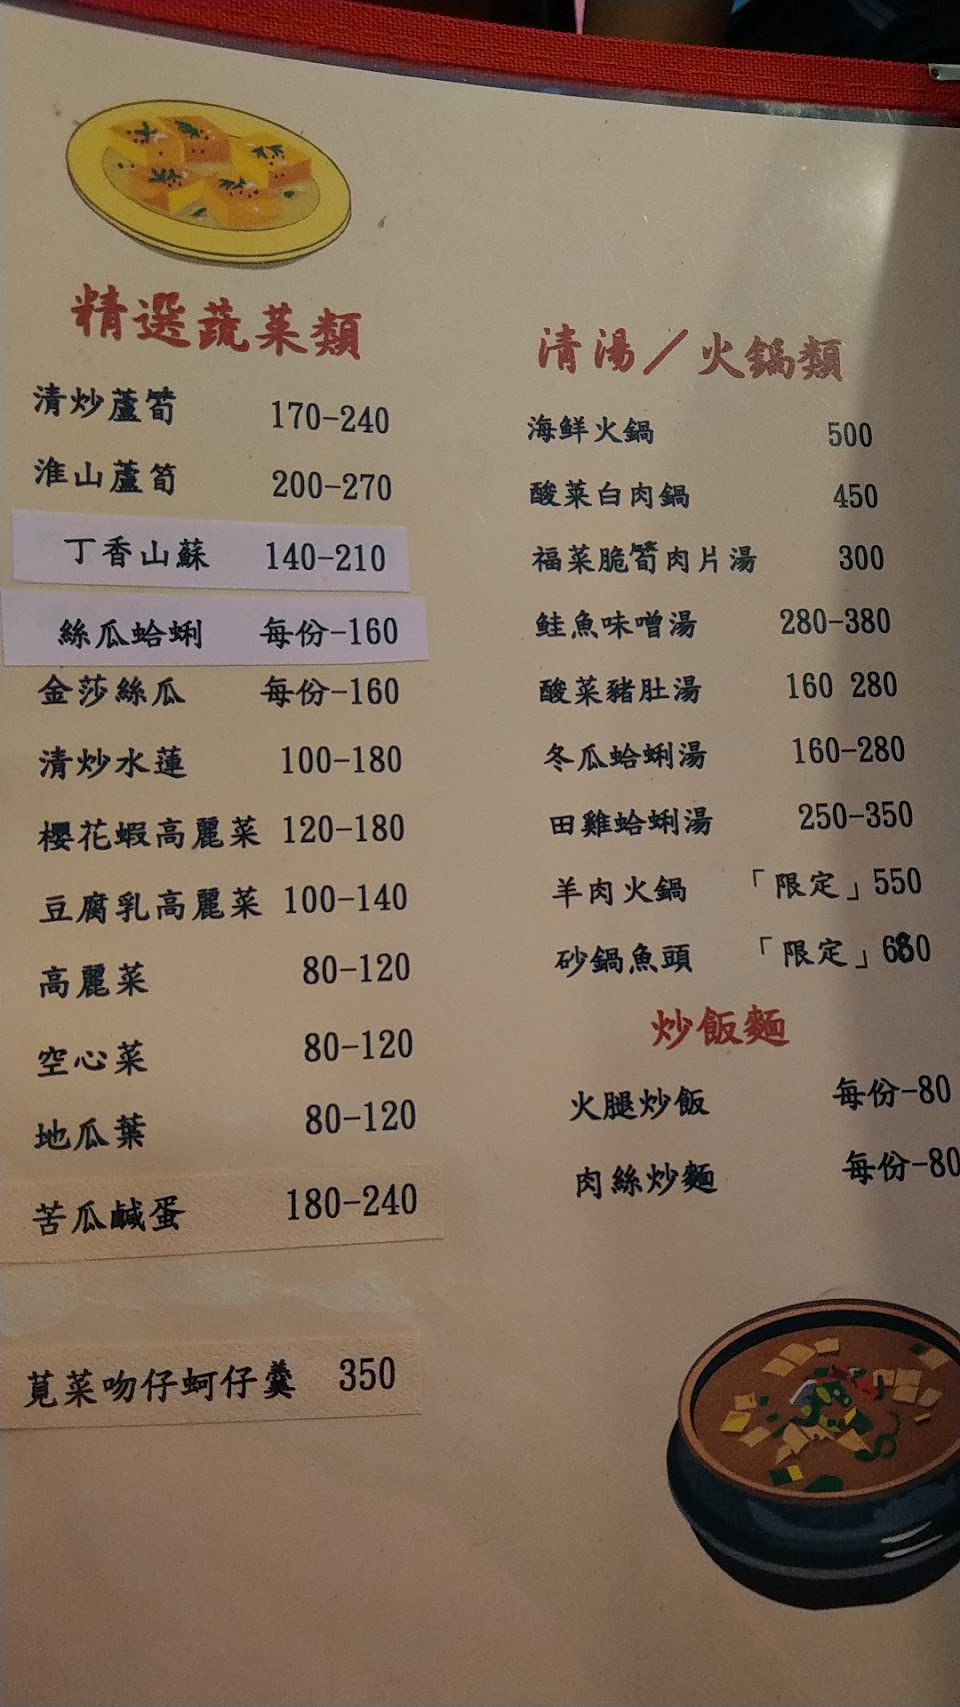 精選蔬菜類
清炒蘆筍 170-240
淮山蘆筍 200-270
丁香山蘇 140-210
絲瓜蛤蜊 每份-160
金莎絲瓜 每份-160
清炒水蓮 100-180
櫻花蝦高麗菜 120-180
豆腐乳高麗菜 100-140
高麗菜 80-120
空心菜 80-120
地瓜葉 80-120
苦瓜鹹蛋 180-240
莧菜吻仔蚵仔羹 350
清湯／火鍋類
海鮮火鍋 500
酸菜白肉鍋 450
福菜脆筍肉片湯 300
鮭魚味噌湯 280-380
酸菜豬肚湯 160 280
冬瓜蛤蜊湯 160-280
田雞蛤蜊湯 250-350
羊肉火鍋 「限定」550
砂鍋魚頭 「限定」
炒飯麵
火腿炒飯 每份-80
肉絲炒麵 每份-80